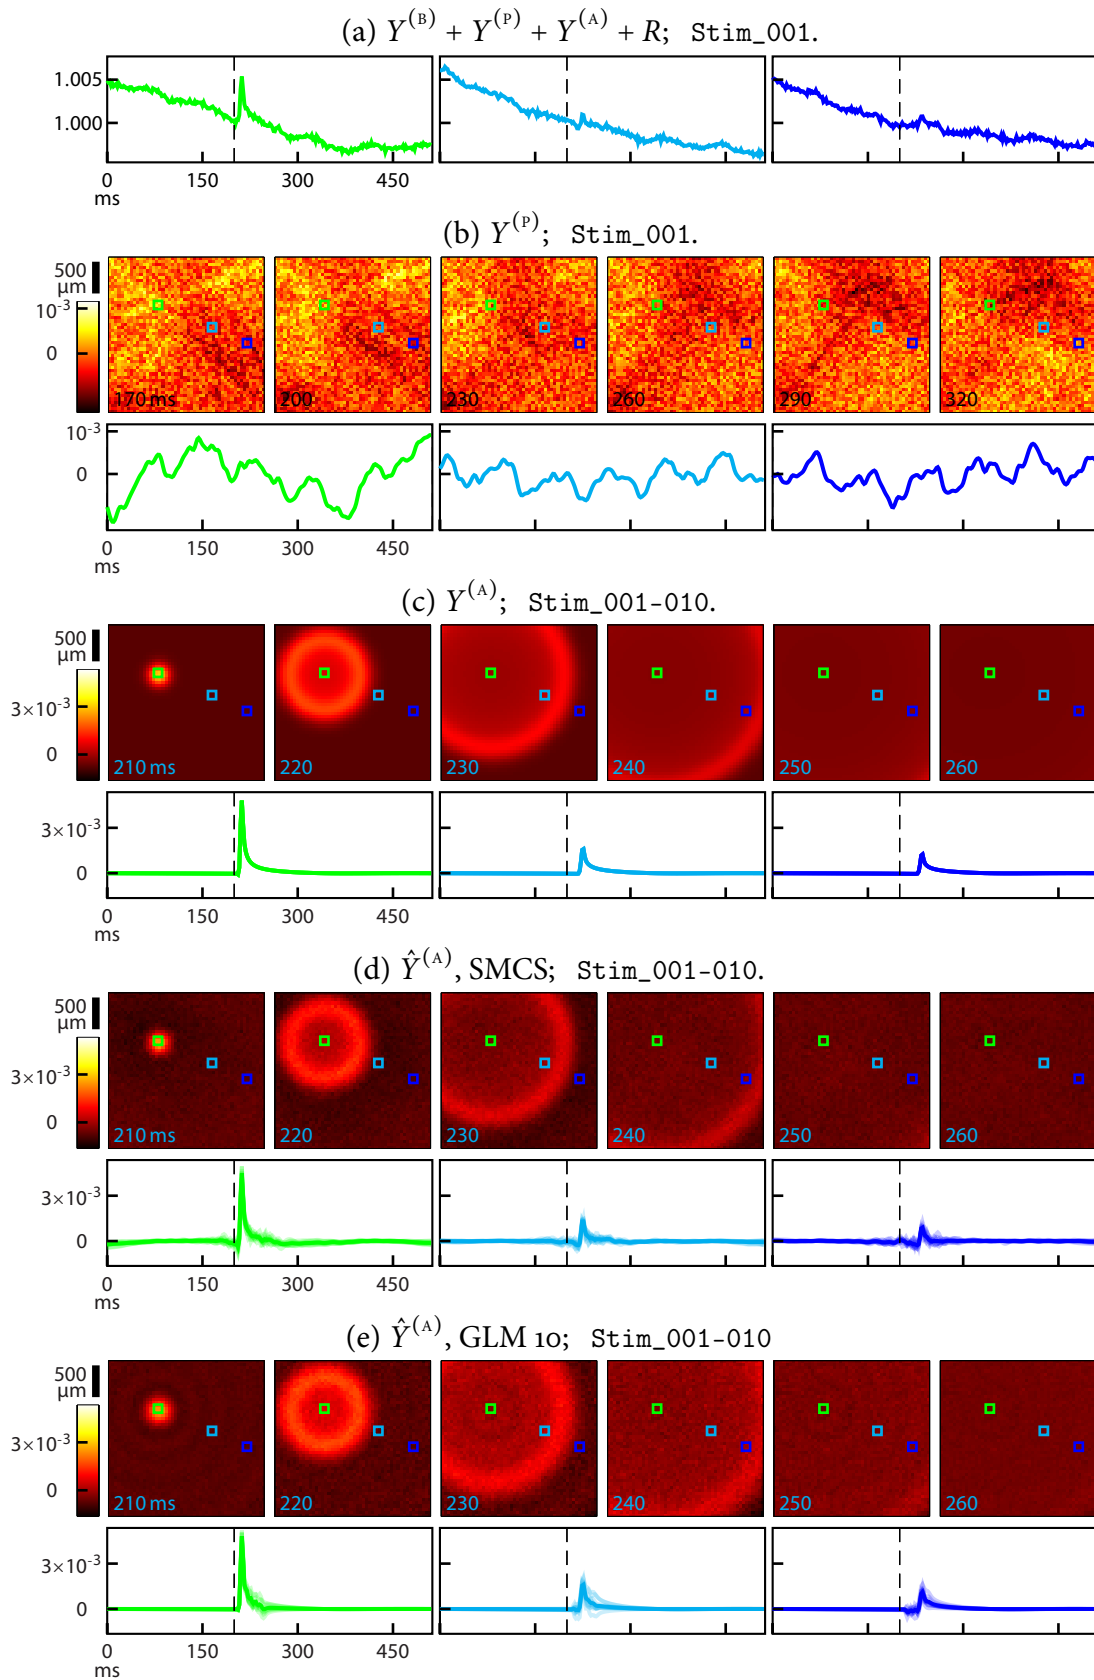 (a) Y^(B) + Y^(P) + Y^(A) + R; Stim_001.
1.005
1.000
0 150 300 450
ms
(b) Y^(P); Stim_001.
500
µm
10^-3
0
170 ms 200 230 260 290 320
10^-3
0
0 150 300 450
ms
(c) Y^(A); Stim_001-010.
500
µm
3×10^-3
0
210 ms 220 230 240 250 260
3×10^-3
0
0 150 300 450
ms
(d) Ŷ^(A), SMCS; Stim_001-010.
500
µm
3×10^-3
0
210 ms 220 230 240 250 260
3×10^-3
0
0 150 300 450
ms
(e) Ŷ^(A), GLM 10; Stim_001-010
500
µm
3×10^-3
0
210 ms 220 230 240 250 260
3×10^-3
0
0 150 300 450
ms